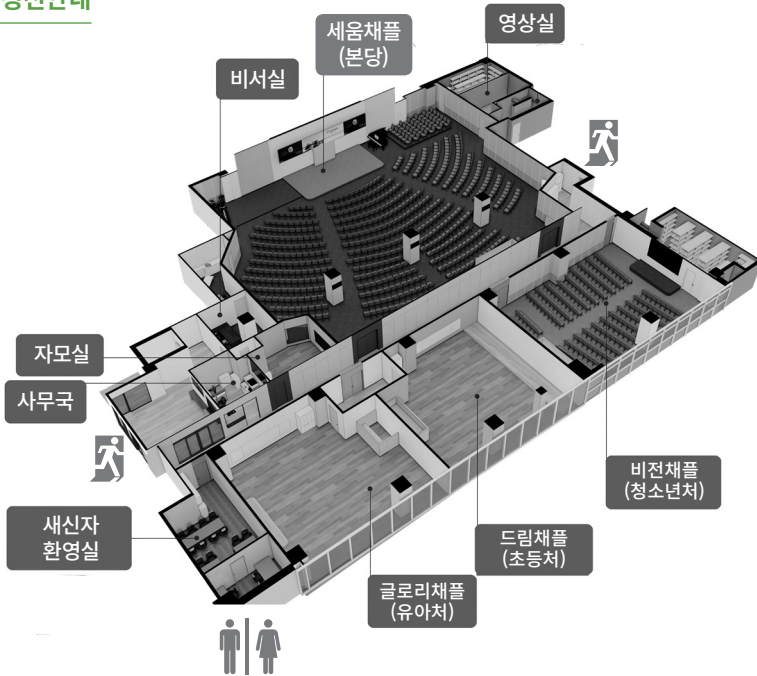 세움채플
(본당)
영상실
비서실
자모실
사무국
비전채플
(청소년처)
새신자
환영실
드림채플
(초등처)
글로리채플
(유아처)